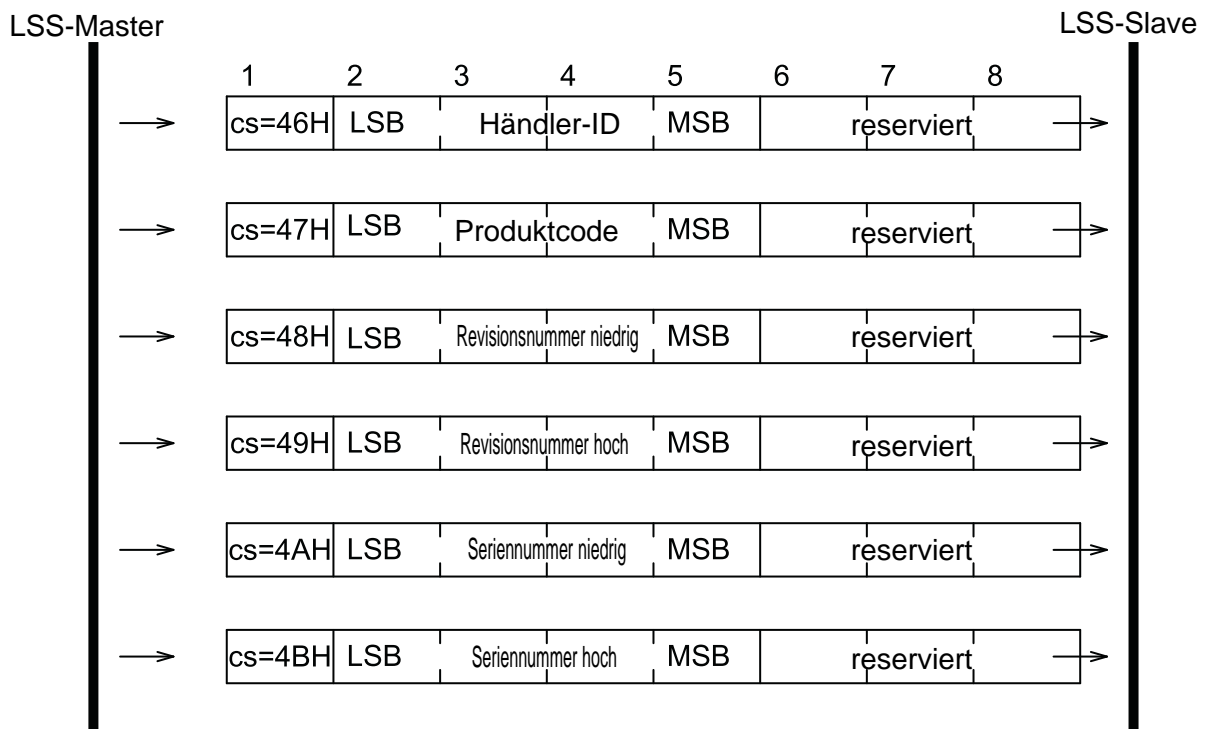 LSS-Master LSS-Slave
1 2 3 4 5 6 7 8
cs=46H LSB Händler-ID MSB reserviert
cs=47H LSB Produktcode MSB reserviert
cs=48H LSB Revisionsnummer niedrig MSB reserviert
cs=49H LSB Revisionsnummer hoch MSB reserviert
cs=4AH LSB Seriennummer niedrig MSB reserviert
cs=4BH LSB Seriennummer hoch MSB reserviert